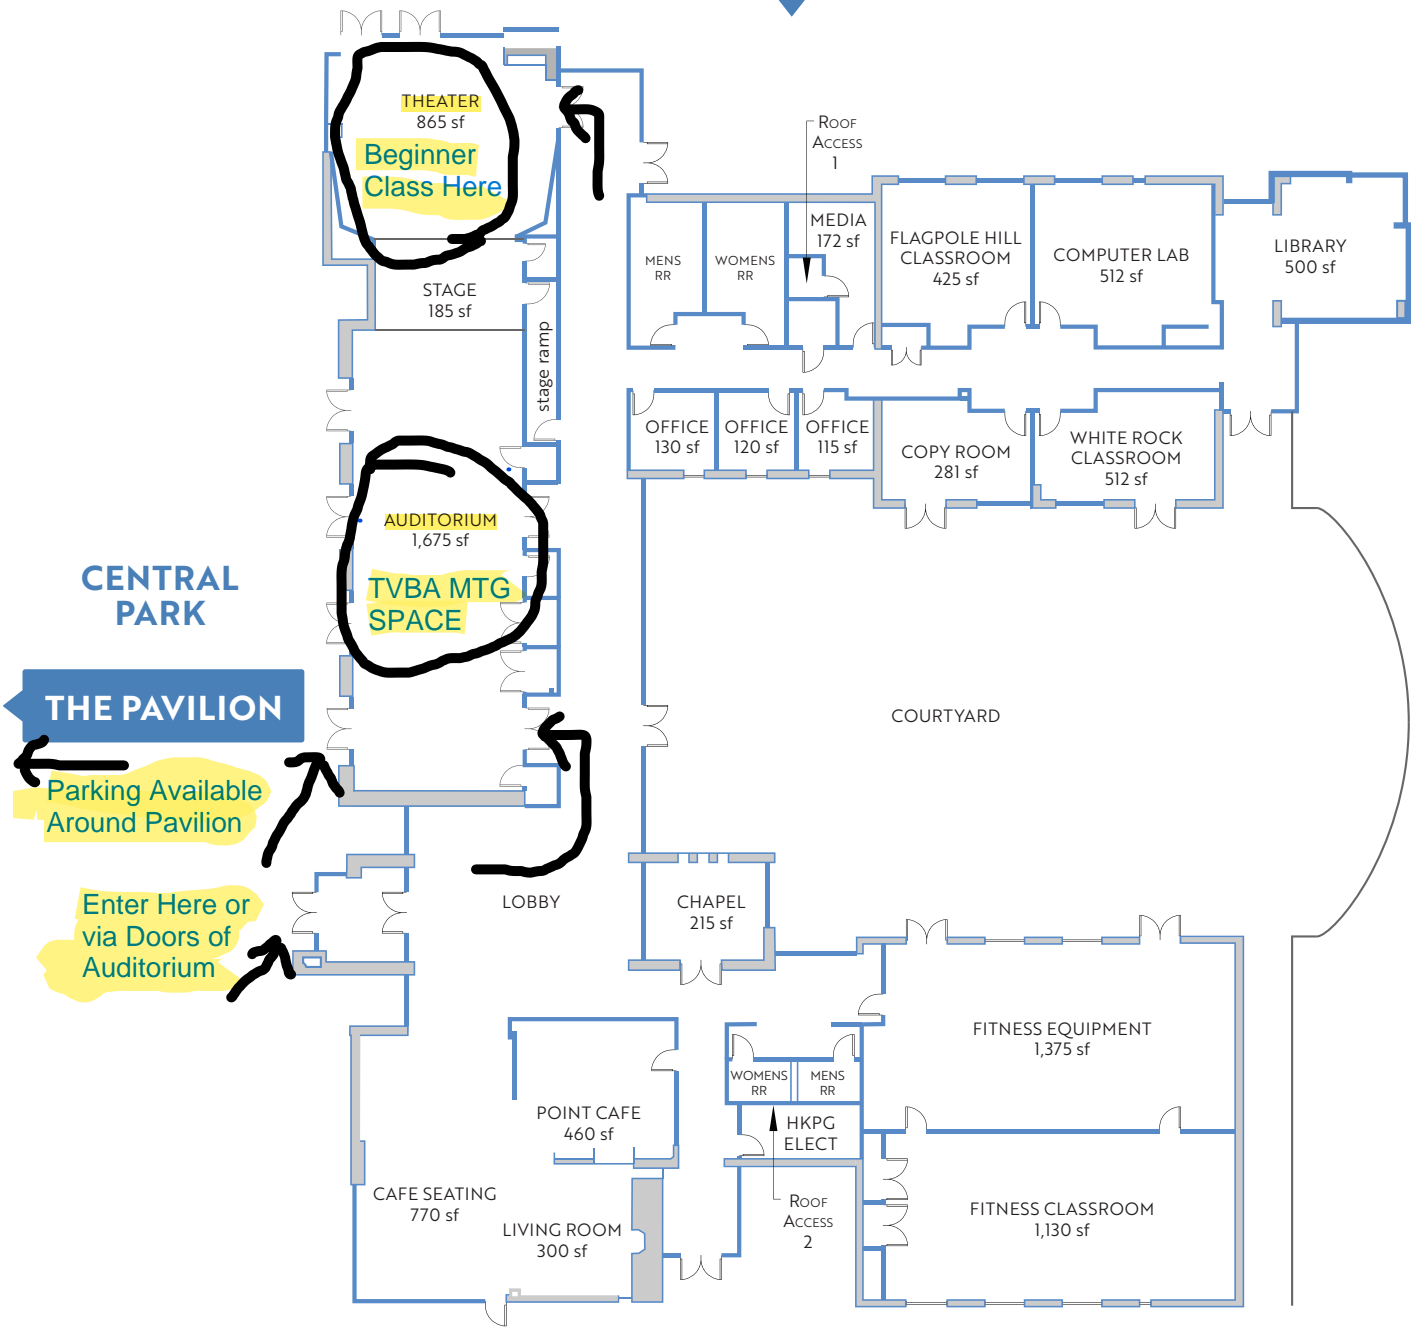 THEATER
865 sf
Beginner
Class Here
STAGE
185 sf
stage ramp
AUDITORIUM
1,675 sf
TVBA MTG
SPACE
CENTRAL
PARK
THE PAVILION
Parking Available
Around Pavilion
Enter Here or
via Doors of
Auditorium
LOBBY
ROOF
ACCESS
1
MENS
RR
WOMENS
RR
MEDIA
172 sf
FLAGPOLE HILL
CLASSROOM
425 sf
COMPUTER LAB
512 sf
LIBRARY
500 sf
OFFICE
130 sf
OFFICE
120 sf
OFFICE
115 sf
COPY ROOM
281 sf
WHITE ROCK
CLASSROOM
512 sf
COURTYARD
CHAPEL
215 sf
FITNESS EQUIPMENT
1,375 sf
WOMENS
RR
MENS
RR
HKPG
ELECT
POINT CAFE
460 sf
CAFE SEATING
770 sf
LIVING ROOM
300 sf
ROOF
ACCESS
2
FITNESS CLASSROOM
1,130 sf